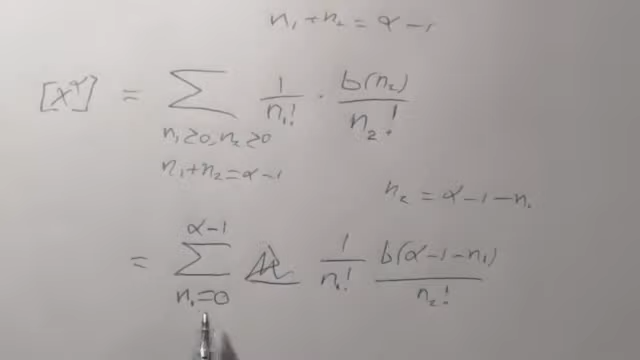 n₁ + n₂ = α - 1
[x^α] = ∑ 1/n₁! · b(n₂)/n₂!
n₁ ≥ 0, n₂ ≥ 0
n₁ + n₂ = α - 1
n₂ = α - 1 - n₁
= ∑_{n₁=0}^{α-1} 1/n₁! b(α-1-n₁)/n₂!